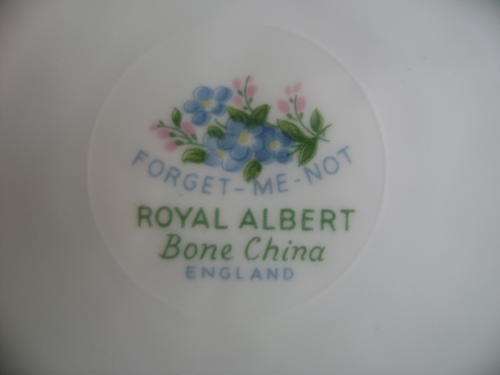 FORGET-ME-NOT
ROYAL ALBERT
Bone China
ENGLAND